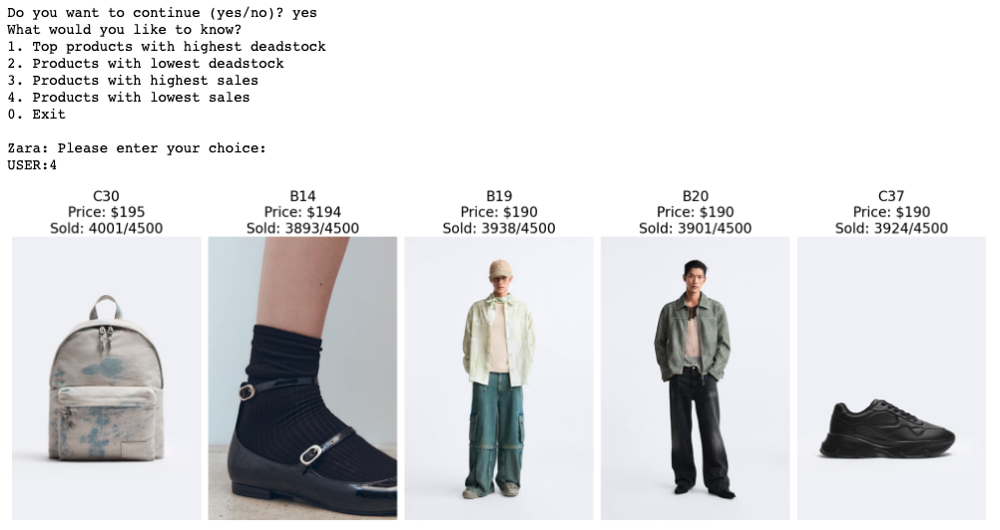 Do you want to continue (yes/no)? yes
What would you like to know?
1. Top products with highest deadstock
2. Products with lowest deadstock
3. Products with highest sales
4. Products with lowest sales
0. Exit
Zara: Please enter your choice:
USER:4
C30
Price: $195
Sold: 4001/4500
B14
Price: $194
Sold: 3893/4500
B19
Price: $190
Sold: 3938/4500
B20
Price: $190
Sold: 3901/4500
C37
Price: $190
Sold: 3924/4500